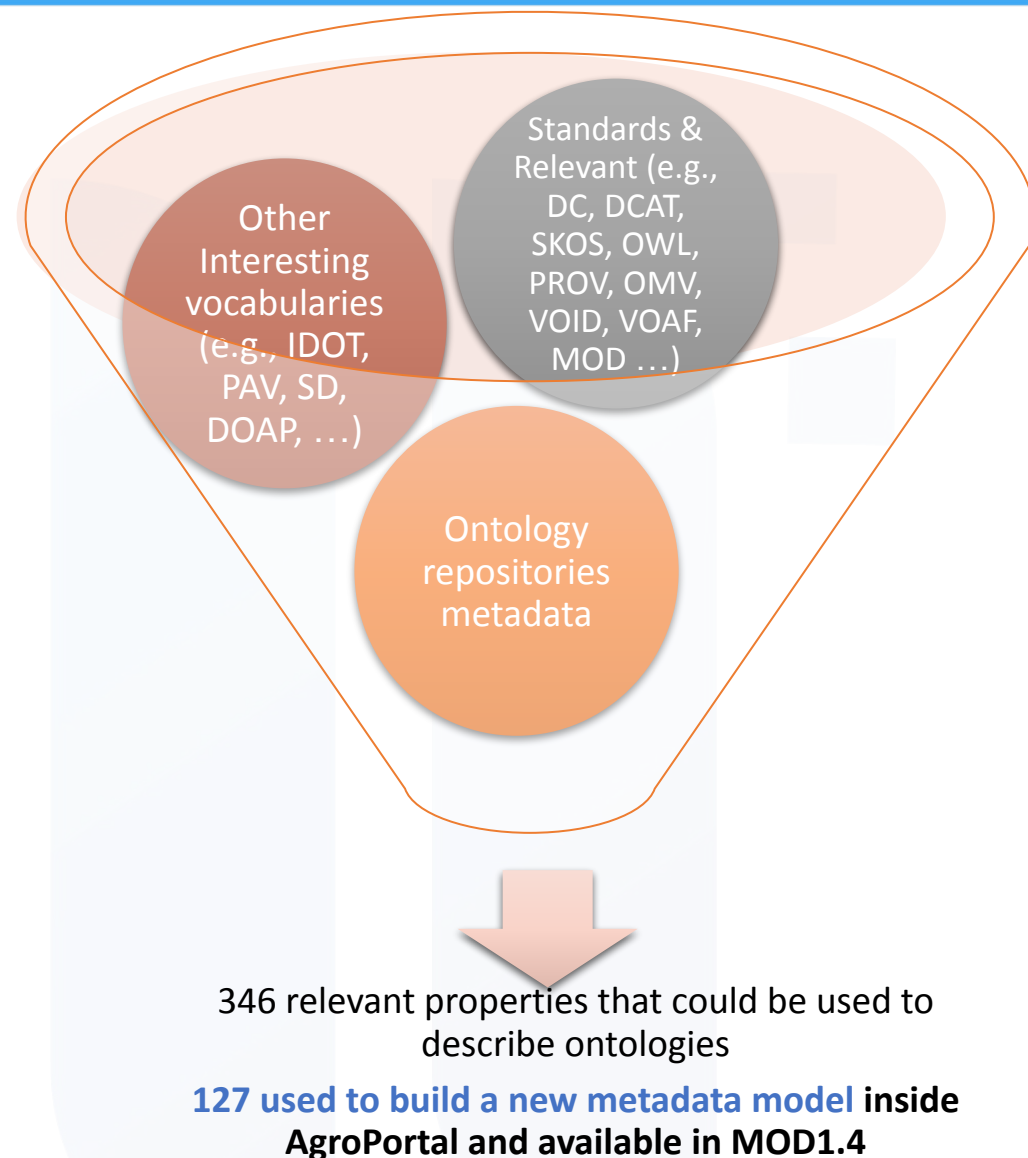 Standards &
Relevant (e.g.,
DC, DCAT,
SKOS, OWL,
PROV, OMV,
VOID, VOAF,
MOD …)
Other
Interesting
vocabularies
(e.g., IDOT,
PAV, SD,
DOAP, …)
Ontology
repositories
metadata
346 relevant properties that could be used to
describe ontologies
127 used to build a new metadata model inside
AgroPortal and available in MOD1.4